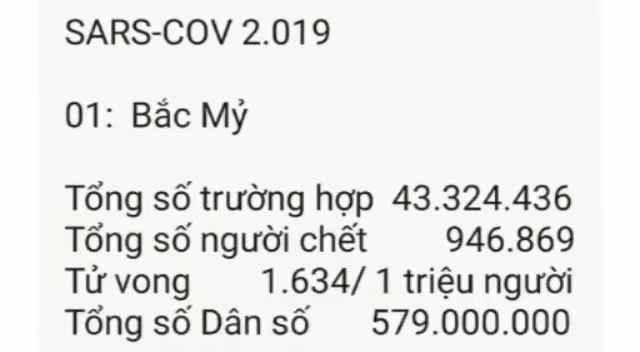 SARS-COV 2.019
01: Bắc Mỷ
Tổng số trường hợp 43.324.436
Tổng số người chết 946.869
Tử vong 1.634/ 1 triệu người
Tổng số Dân số 579.000.000